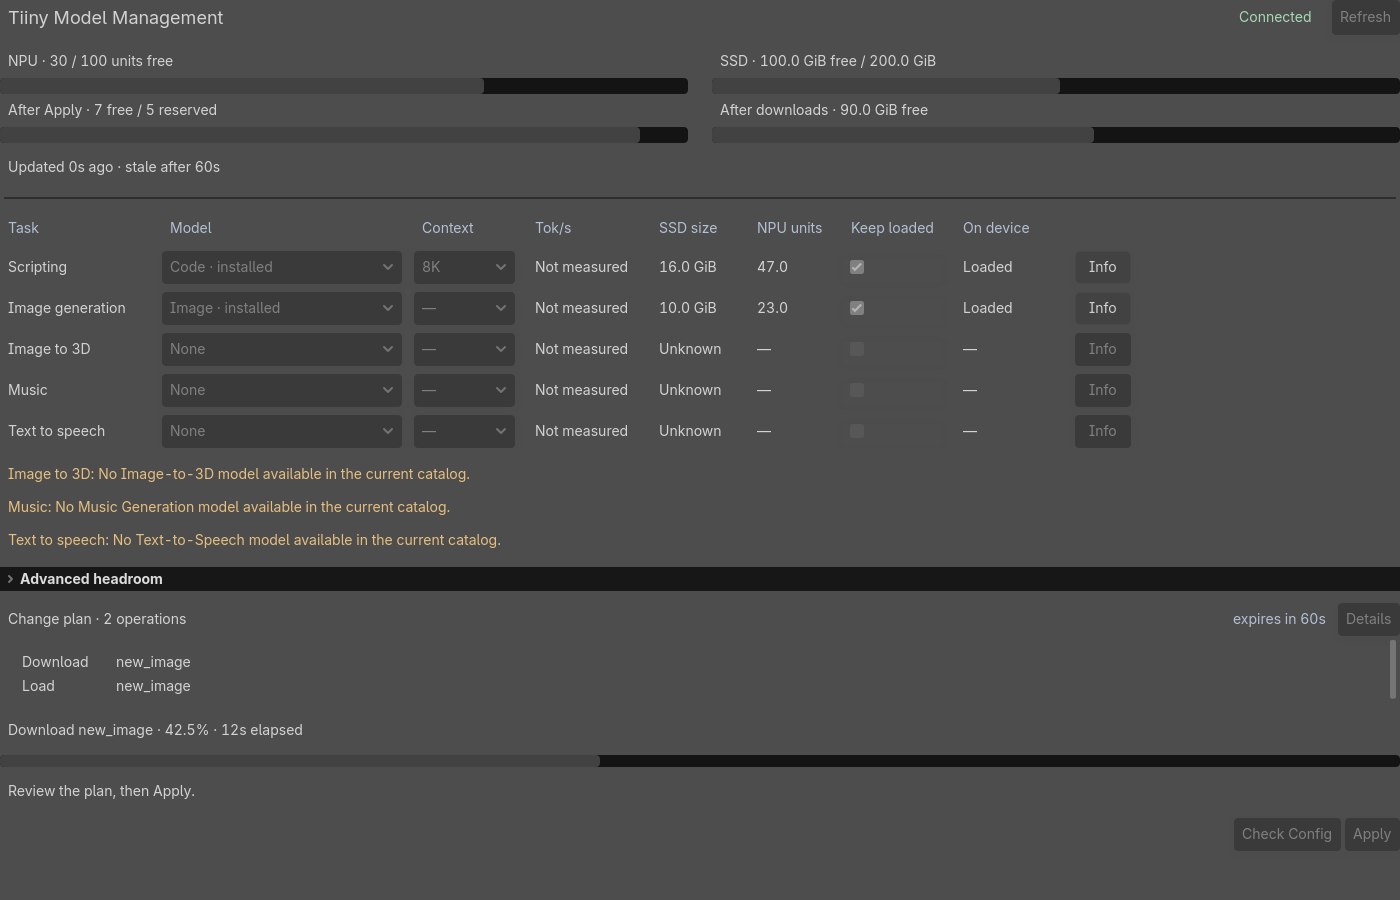 Tiiny Model Management
Connected
Refresh
NPU · 30 / 100 units free
SSD · 100.0 GiB free / 200.0 GiB
After Apply · 7 free / 5 reserved
After downloads · 90.0 GiB free
Updated 0s ago · stale after 60s
Task Model Context Tok/s SSD size NPU units Keep loaded On device
Scripting Code · installed 8K Not measured 16.0 GiB 47.0 Loaded Info
Image generation Image · installed — Not measured 10.0 GiB 23.0 Loaded Info
Image to 3D None — Not measured Unknown — — Info
Music None — Not measured Unknown — — Info
Text to speech None — Not measured Unknown — — Info
Image to 3D: No Image-to-3D model available in the current catalog.
Music: No Music Generation model available in the current catalog.
Text to speech: No Text-to-Speech model available in the current catalog.
Advanced headroom
Change plan · 2 operations
expires in 60s
Details
Download new_image
Load new_image
Download new_image · 42.5% · 12s elapsed
Review the plan, then Apply.
Check Config
Apply